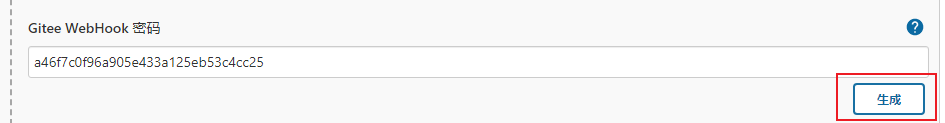 Gitee WebHook 密码
?
a46f7c0f96a905e433a125eb53c4cc25
生成